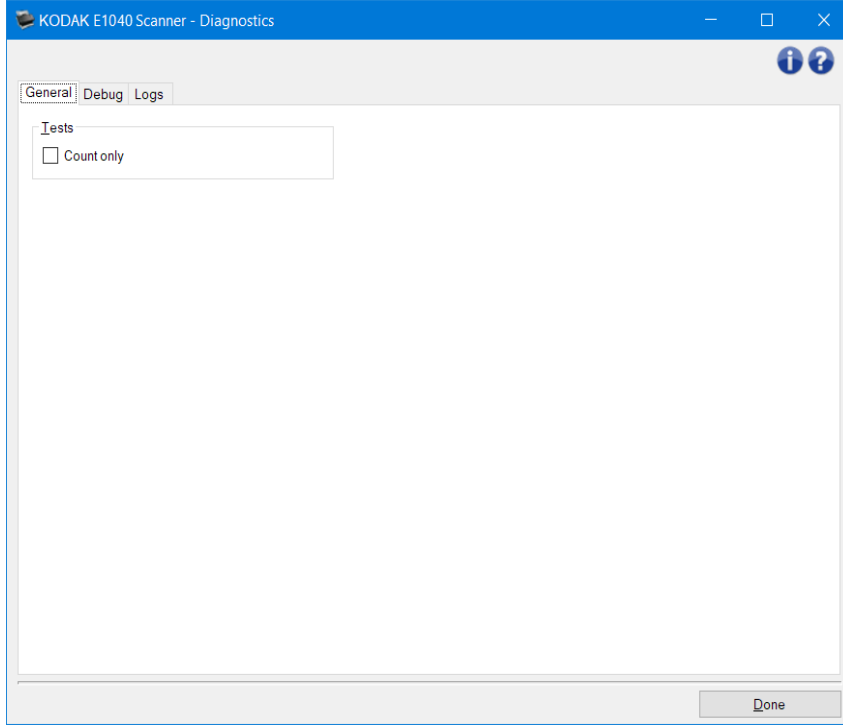 KODAK E1040 Scanner - Diagnostics
General Debug Logs
Tests
Count only
Done